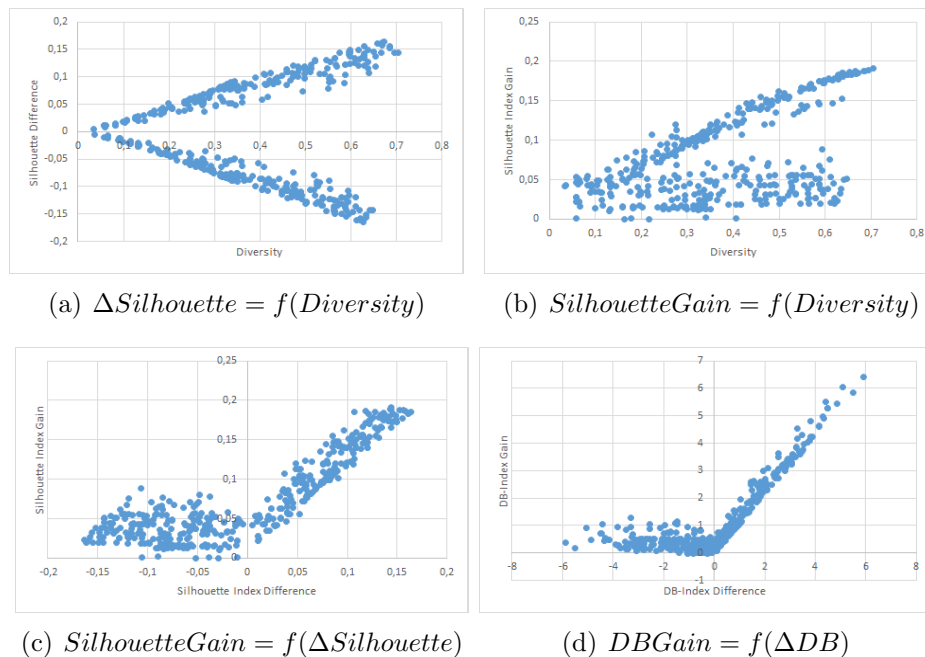 0,2
0,15
0,1
0,05
0
-0,05
-0,1
-0,15
-0,2
0 0,1 0,2 0,3 0,4 0,5 0,6 0,7 0,8
Silhouette Difference
Diversity
(a) ΔSilhouette = f(Diversity)
0,25
0,2
0,15
0,1
0,05
0
0 0,1 0,2 0,3 0,4 0,5 0,6 0,7 0,8
Silhouette Index Gain
Diversity
(b) SilhouetteGain = f(Diversity)
0,25
0,2
0,15
0,1
0,05
0
-0,2 -0,15 -0,1 -0,05 0 0,05 0,1 0,15 0,2
Silhouette Index Gain
Silhouette Index Difference
(c) SilhouetteGain = f(ΔSilhouette)
7
6
5
4
3
2
1
0
-1
-8 -6 -4 -2 0 2 4 6 8
DB-Index Gain
DB-Index Difference
(d) DBGain = f(ΔDB)